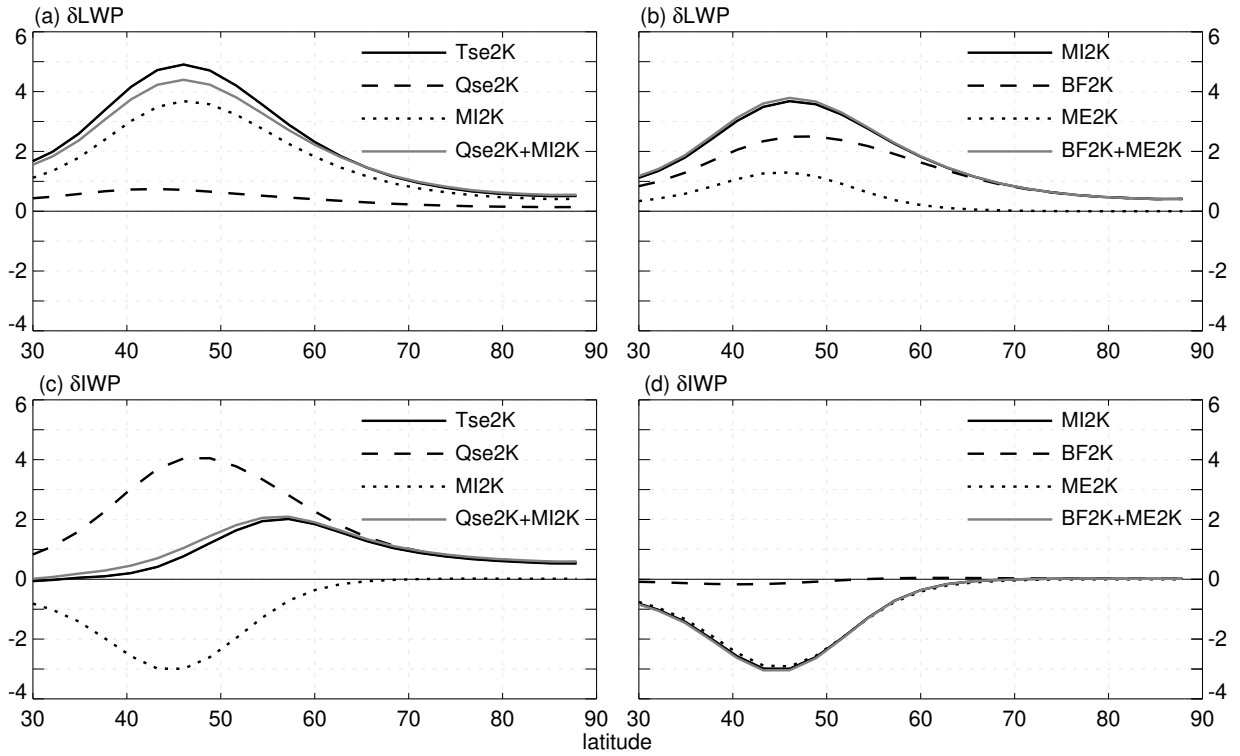 (a) δLWP
(b) δLWP
6
4
2
0
-2
-4
Tse2K
Qse2K
MI2K
Qse2K+MI2K
30 40 50 60 70 80 90
MI2K
BF2K
ME2K
BF2K+ME2K
6
4
2
0
-2
-4
30 40 50 60 70 80 90
(c) δIWP
(d) δIWP
6
4
2
0
-2
-4
Tse2K
Qse2K
MI2K
Qse2K+MI2K
30 40 50 60 70 80 90
MI2K
BF2K
ME2K
BF2K+ME2K
6
4
2
0
-2
-4
30 40 50 60 70 80 90
latitude